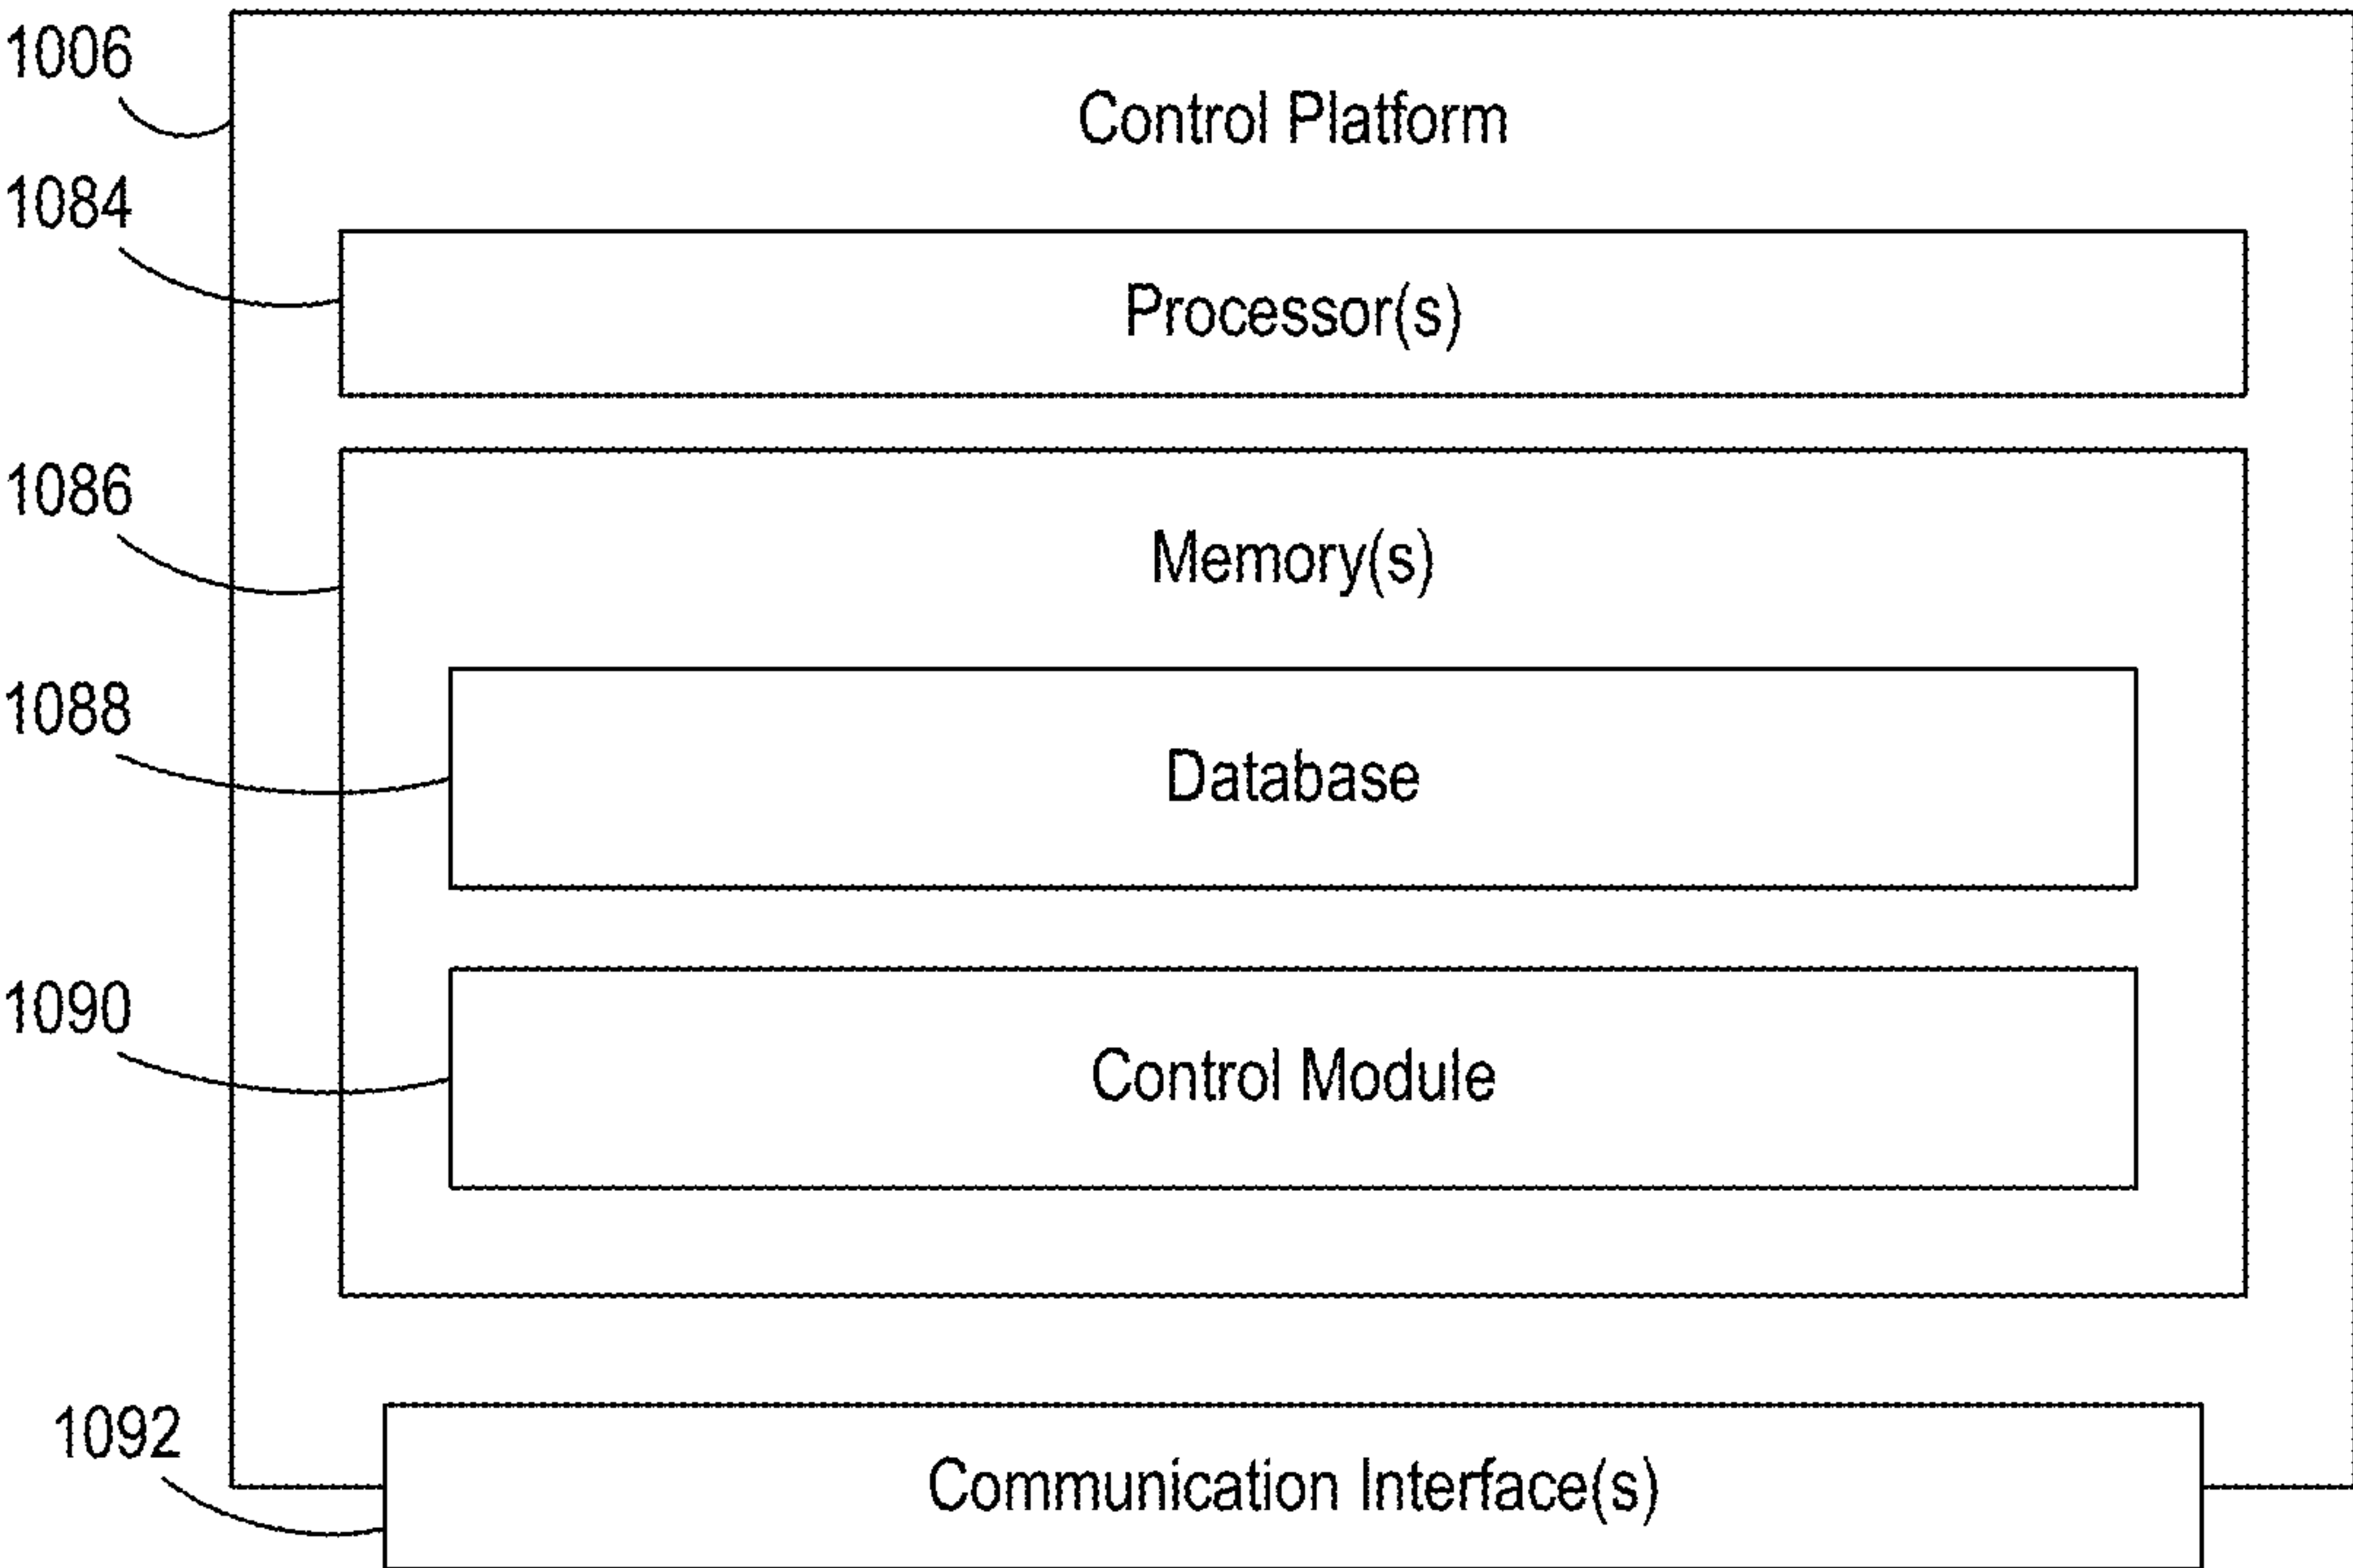 1006
Control Platform
1084
Processor(s)
1086
Memory(s)
1088
Database
1090
Control Module
1092
Communication Interface(s)